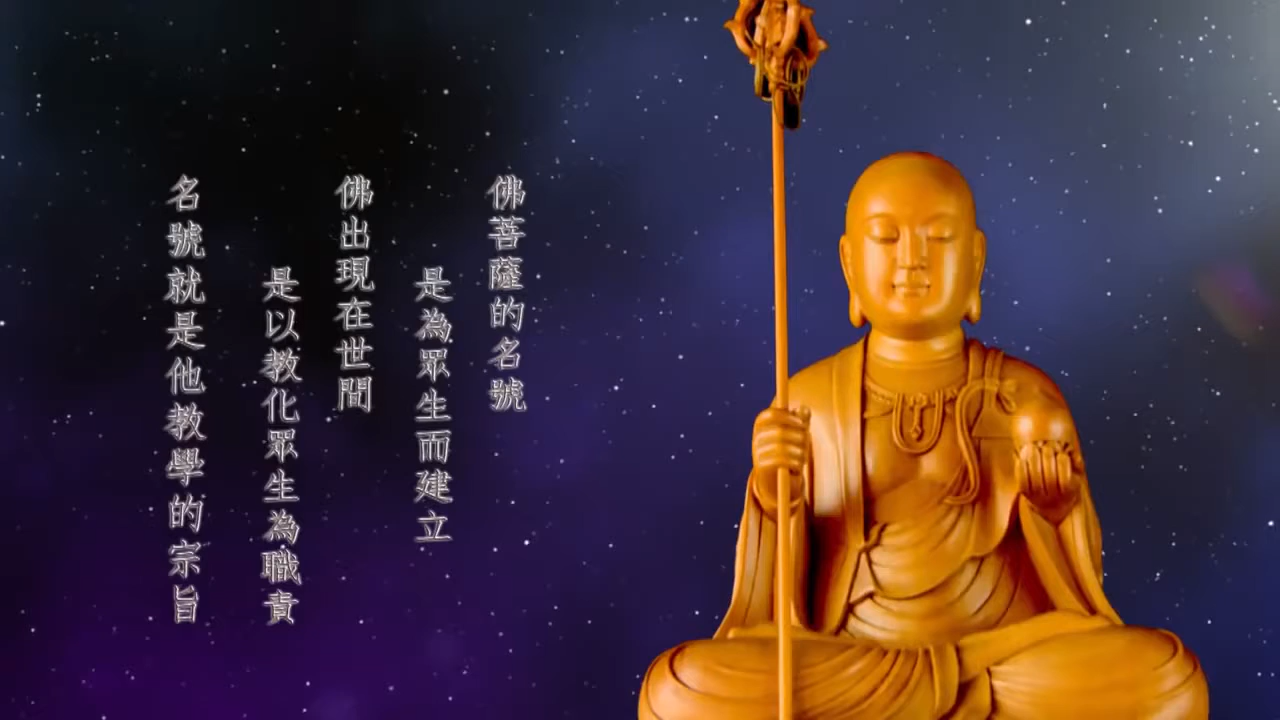 佛菩薩的名號
是為眾生而建立
佛出現在世間
是以教化眾生為職責
名號就是他教學的宗旨